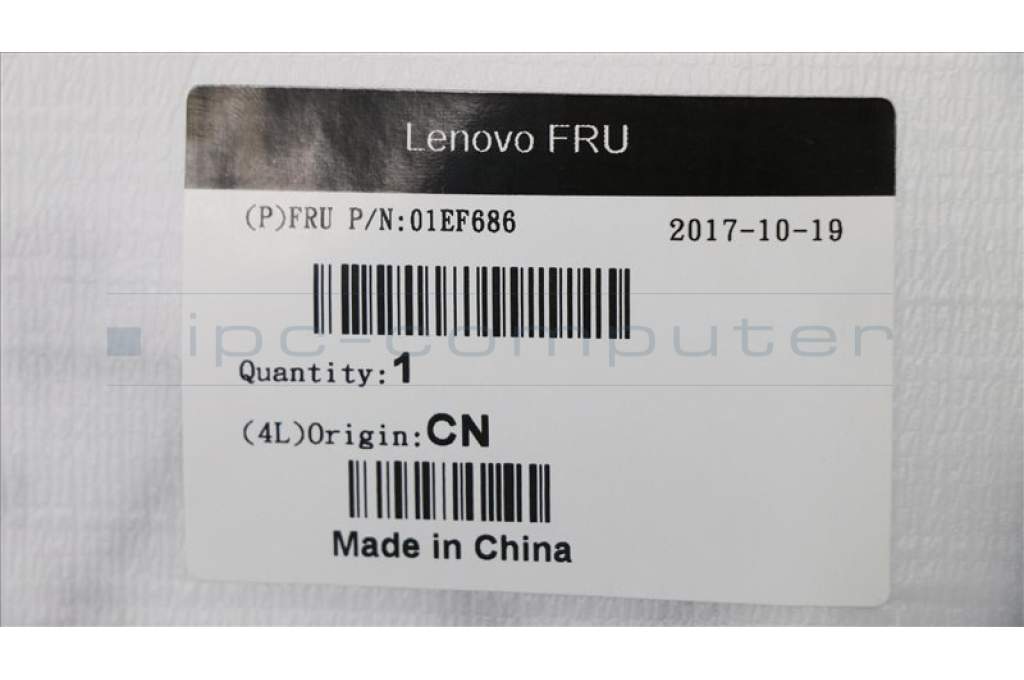 Lenovo FRU
(P)FRU P/N:01EF686
2017-10-19
ipc-computer
Quantity:1
(4L)Origin:CN
Made in China